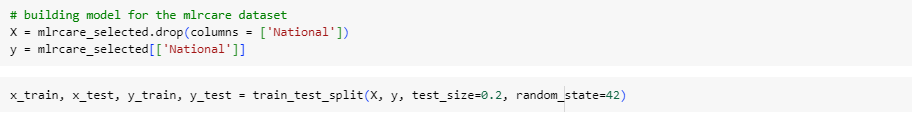 # building model for the mlrcare dataset
X = mlrcare_selected.drop(columns = ['National'])
y = mlrcare_selected[['National']]
x_train, x_test, y_train, y_test = train_test_split(X, y, test_size=0.2, random_state=42)